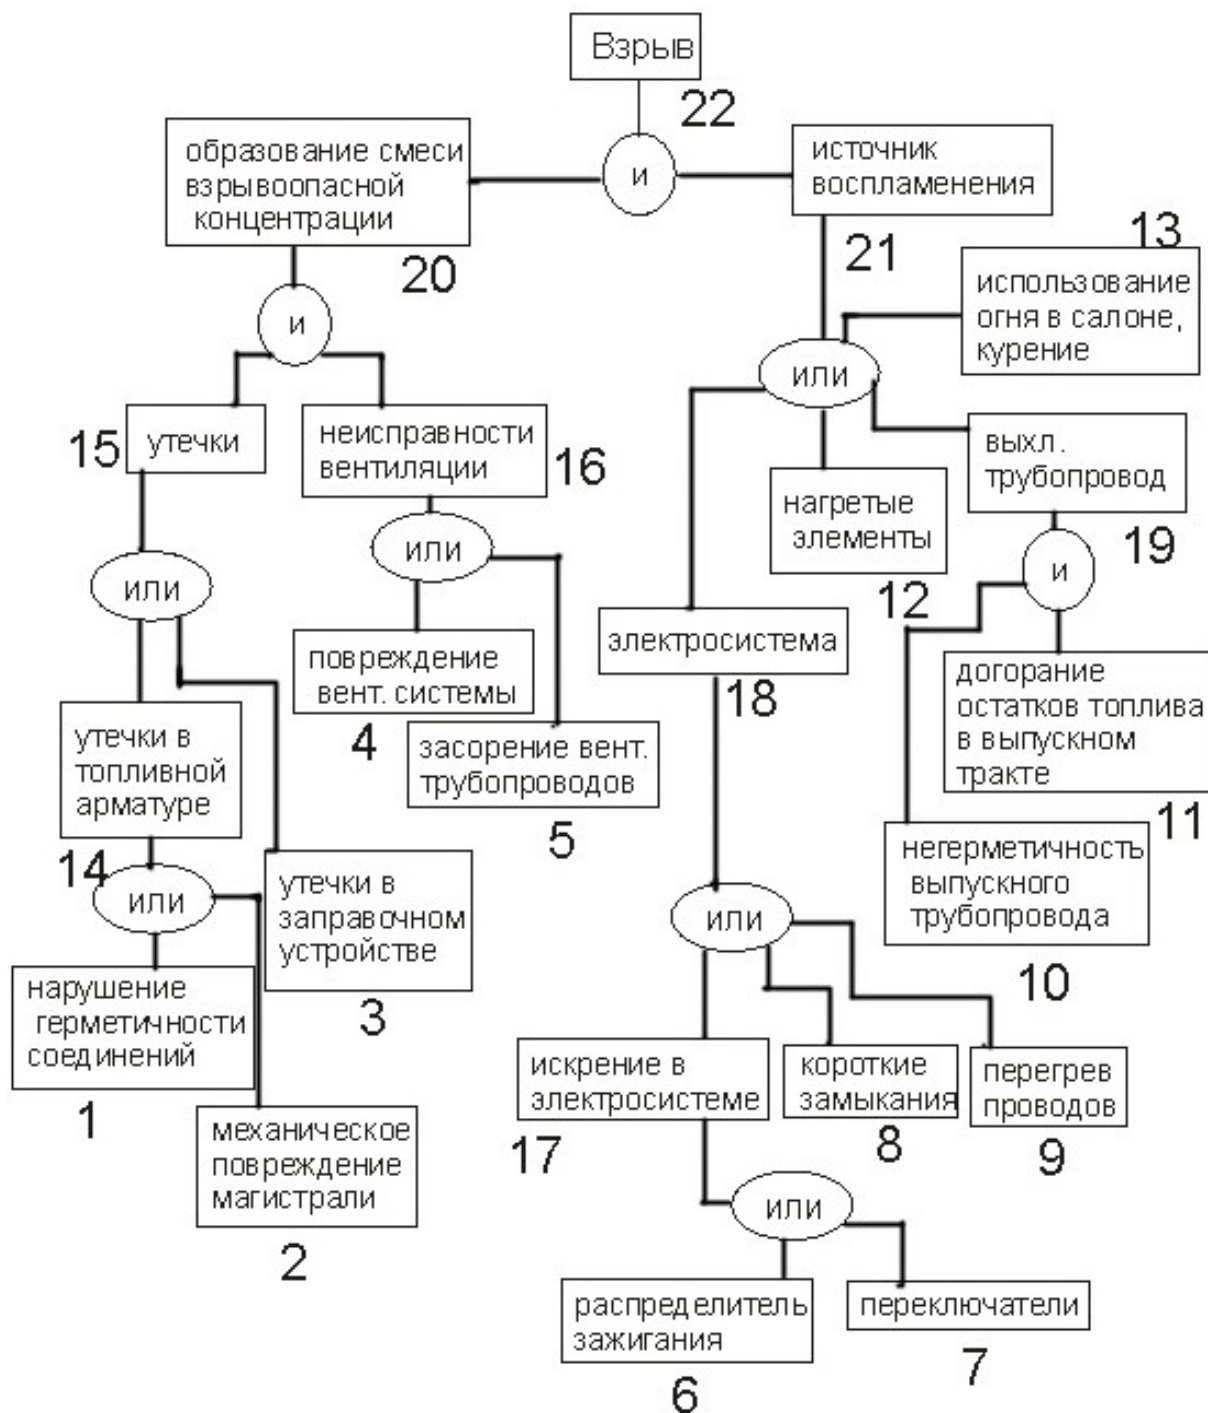 Взрыв
22
образование смеси
взрывоопасной
концентрации
20
и
источник
воспламенения
21
13
использование
огня в салоне,
курение
и
или
15
утечки
неисправности
вентиляции
16
выхл.
трубопровод
19
нагретые
элементы
12
или
или
и
электросистема
18
повреждение
вент. системы
4
догорание
остатков топлива
в выпускном
тракте
11
утечки в
топливной
арматуре
14
засорение вент.
трубопроводов
5
негерметичность
выпускного
трубопровода
10
или
утечки в
заправочном
устройстве
3
или
нарушение
герметичности
соединений
1
искрение в
электросистеме
17
короткие
замыкания
8
перегрев
проводов
9
механическое
повреждение
магистрали
2
или
распределитель
зажигания
6
переключатели
7